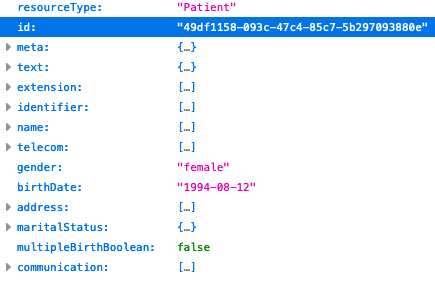 resourceType: "Patient"
id: "49df1158-093c-47c4-85c7-5b297093880e"
meta: {…}
text: {…}
extension: […]
identifier: […]
name: […]
telecom: […]
gender: "female"
birthDate: "1994-08-12"
address: […]
maritalStatus: {…}
multipleBirthBoolean: false
communication: […]